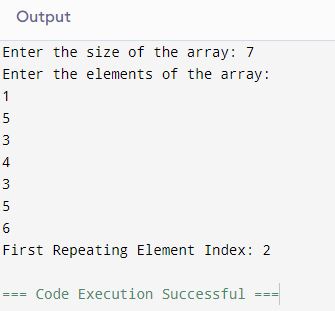 Output
Enter the size of the array: 7
Enter the elements of the array:
1
5
3
4
3
5
6
First Repeating Element Index: 2
=== Code Execution Successful ===